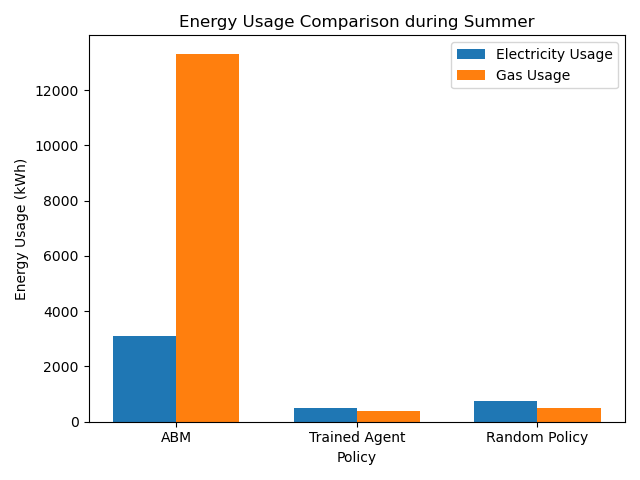 Energy Usage Comparison during Summer
Electricity Usage
Gas Usage
Energy Usage (kWh)
12000
10000
8000
6000
4000
2000
0
ABM
Trained Agent
Random Policy
Policy